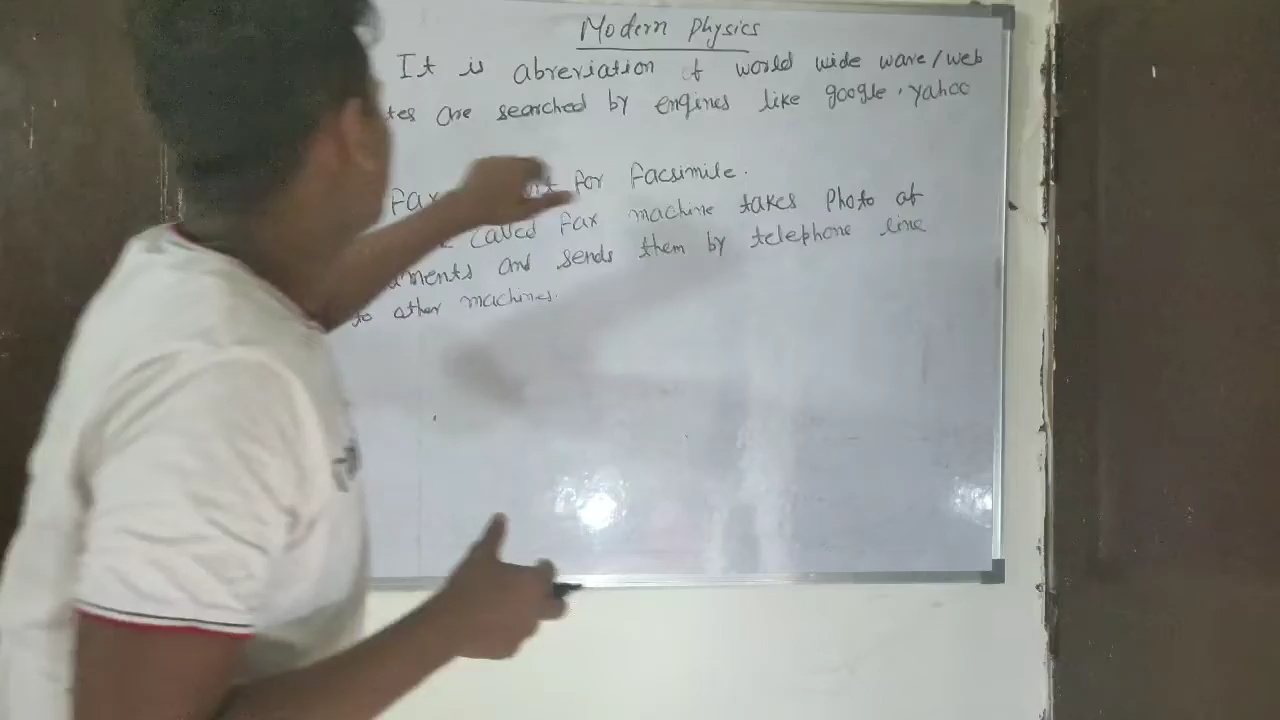 Modern Physics
It is abreviation of world wide wave/web
tes are searched by engines like google, yahoo
Fax for facsimile.
called fax machine takes Photo of
uments and sends them by telephone line
to other machines.